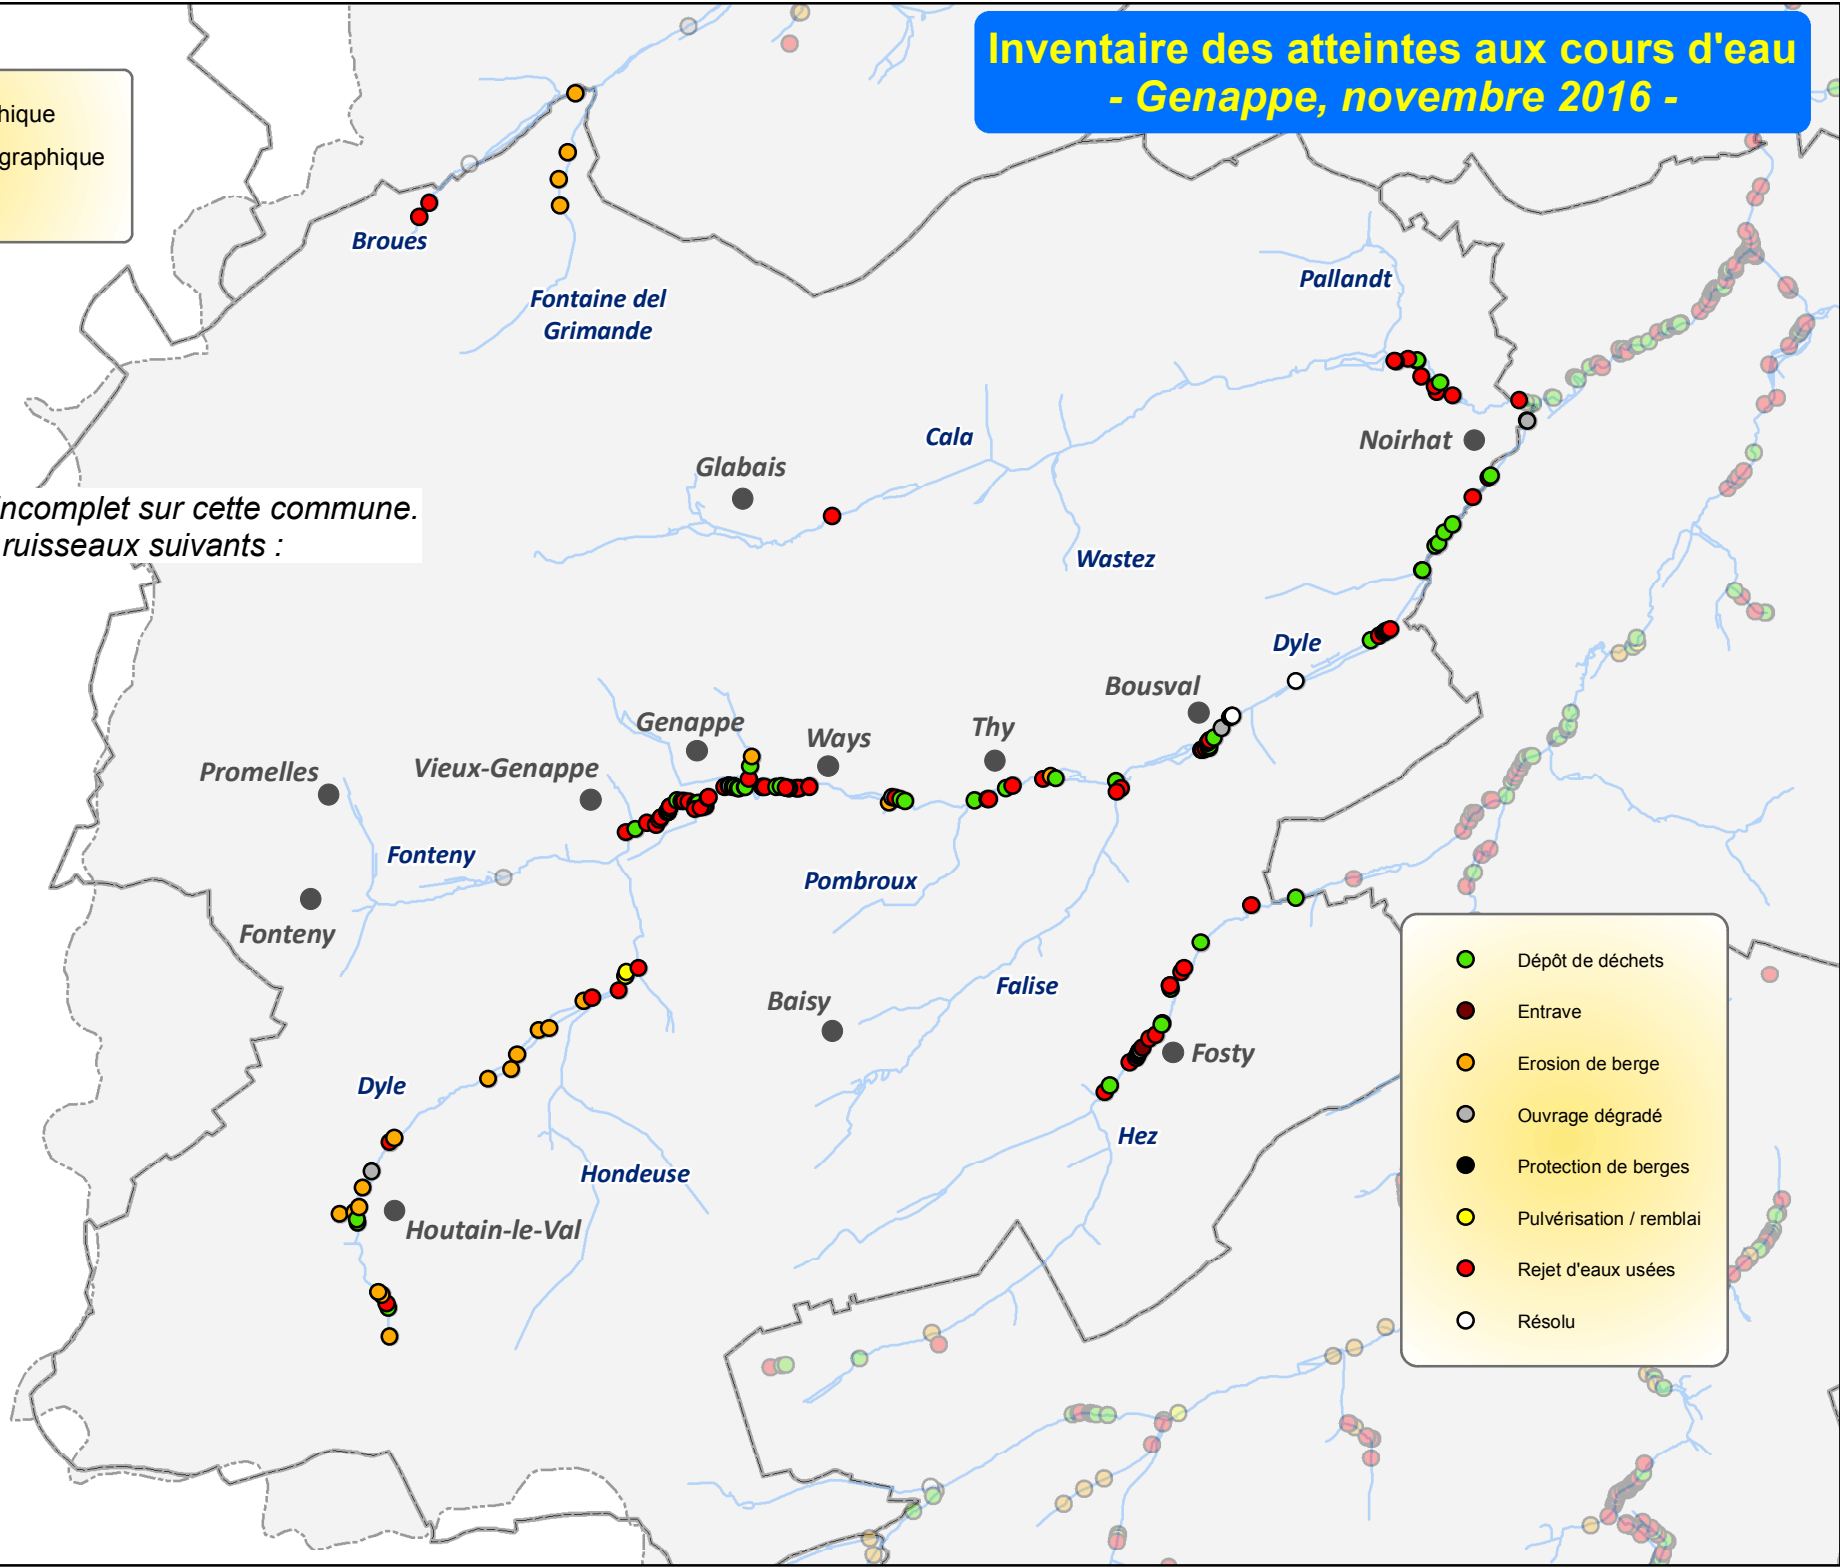 Inventaire des atteintes aux cours d'eau
- Genappe, novembre 2016 -
hique
graphique
Broues
Fontaine del
Grimande
Pallandt
Noirhat
Cala
Glabais
incomplet sur cette commune.
ruisseaux suivants :
Wastez
Dyle
Bousval
Genappe
Ways
Thy
Promelles
Vieux-Genappe
Fonteny
Pombroux
Fonteny
Falise
Baisy
Fosty
Dyle
Hez
Hondeuse
Houtain-le-Val
Dépôt de déchets
Entrave
Erosion de berge
Ouvrage dégradé
Protection de berges
Pulvérisation / remblai
Rejet d'eaux usées
Résolu